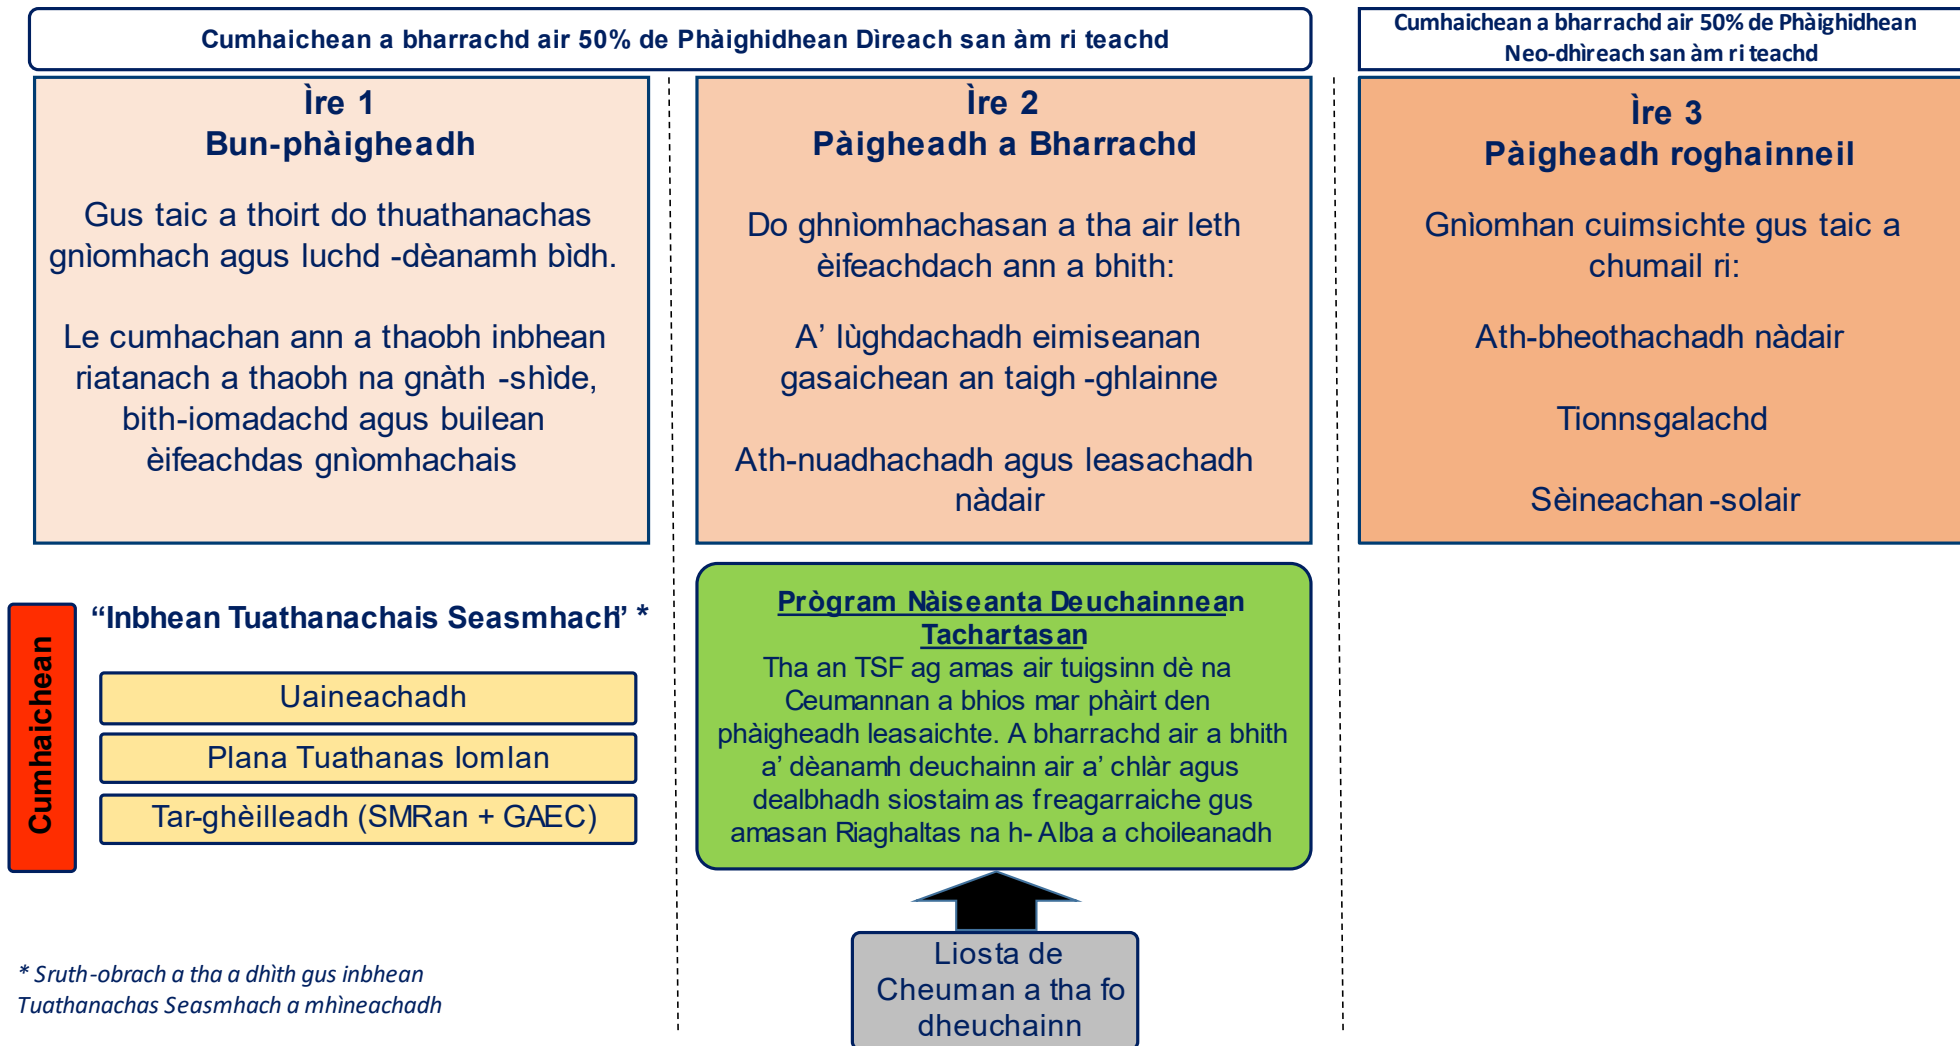 Cumhaichean a bharrachd air 50% de Phàighidhean Dìreach san àm ri teachd
Cumhaichean a bharrachd air 50% de Phàighidhean
Neo-dhìreach san àm ri teachd
Ìre 1
Bun-phàigheadh
Gus taic a thoirt do thuathanachas
gnìomhach agus luchd -dèanamh bìdh.
Le cumhachan ann a thaobh inbhean
riatanach a thaobh na gnàth -shìde,
bith-iomadachd agus builean
èifeachdas gnìomhachais
Ìre 2
Pàigheadh a Bharrachd
Do ghnìomhachasan a tha air leth
èifeachdach ann a bhith:
A’ lùghdachadh eimiseanan
gasaichean an taigh -ghlainne
Ath-nuadhachadh agus leasachadh
nàdair
Ìre 3
Pàigheadh roghainneil
Gnìomhan cuimsichte gus taic a
chumail ri:
Ath-bheothachadh nàdair
Tionnsgalachd
Sèineachan -solair
Cumhaichean
“Inbhean Tuathanachais Seasmhach” *
Uaineachadh
Plana Tuathanas Iomlan
Tar-ghèilleadh (SMRan + GAEC)
Prògram Nàiseanta Deuchainnean
Tachartasan
Tha an TSF ag amas air tuigsinn dè na
Ceumannan a bhios mar phàirt den
phàigheadh leasaichte. A bharrachd air a bhith
a’ dèanamh deuchainn air a’ chlàr agus
dealbhadh siostaim as freagarraiche gus
amasan Riaghaltas na h- Alba a choileanadh
Liosta de
Cheuman a tha fo
dheuchainn
* Sruth-obrach a tha a dhìth gus inbhean
Tuathanachas Seasmhach a mhìneachadh